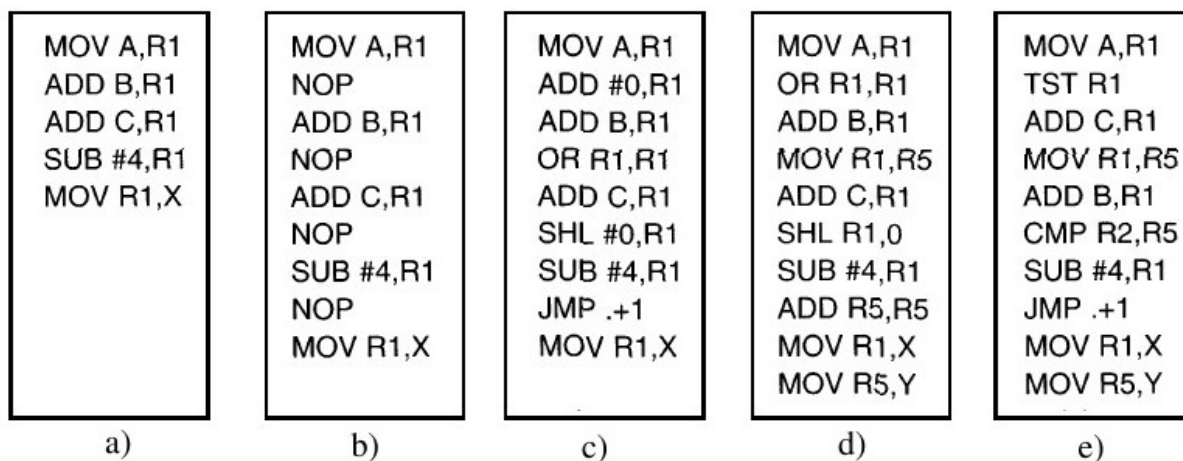 MOV A,R1
ADD B,R1
ADD C,R1
SUB #4,R1
MOV R1,X
a)
MOV A,R1
NOP
ADD B,R1
NOP
ADD C,R1
NOP
SUB #4,R1
NOP
MOV R1,X
b)
MOV A,R1
ADD #0,R1
ADD B,R1
OR R1,R1
ADD C,R1
SHL #0,R1
SUB #4,R1
JMP .+1
MOV R1,X
c)
MOV A,R1
OR R1,R1
ADD B,R1
MOV R1,R5
ADD C,R1
SHL R1,0
SUB #4,R1
ADD R5,R5
MOV R1,X
MOV R5,Y
d)
MOV A,R1
TST R1
ADD C,R1
MOV R1,R5
ADD B,R1
CMP R2,R5
SUB #4,R1
JMP .+1
MOV R1,X
MOV R5,Y
e)